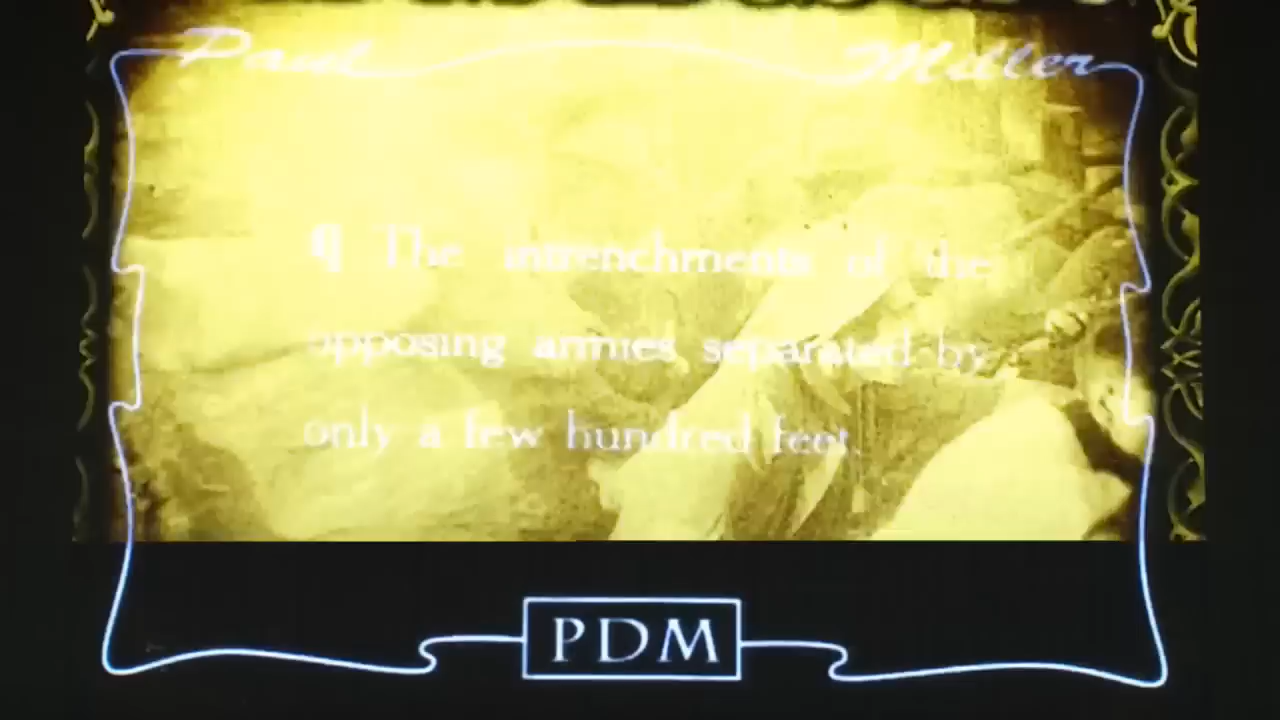 Paul Miller
¶ The intrenchments of the
opposing armies separated by
only a few hundred feet.
PDM